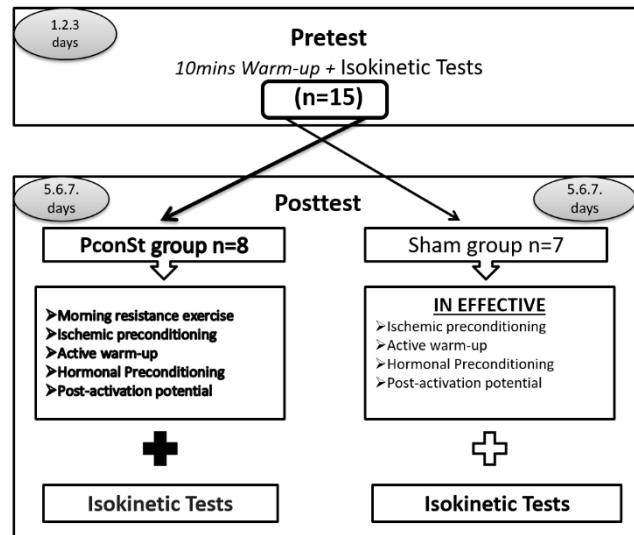 1.2.3
days
Pretest
10mins Warm-up + Isokinetic Tests
(n=15)
5.6.7.
days
5.6.7.
days
Posttest
PconSt group n=8
Sham group n=7
➢Morning resistance exercise
➢Ischemic preconditioning
➢Active warm-up
➢Hormonal Preconditioning
➢Post-activation potential
IN EFFECTIVE
➢Ischemic preconditioning
➢Active warm-up
➢Hormonal Preconditioning
➢Post-activation potential
Isokinetic Tests
Isokinetic Tests